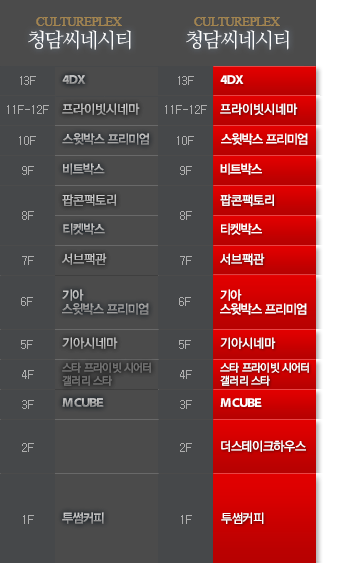 CULTUREPLEX
청담씨네시티
13F 4DX
11F-12F 프라이빗시네마
10F 스윗박스 프리미엄
9F 비트박스
8F 팝콘팩토리
티켓박스
7F 서브팩관
6F 기아
스윗박스 프리미엄
5F 기아시네마
4F 스타 프라이빗 시어터
갤러리 스타
3F M CUBE
2F
1F 투썸커피
CULTUREPLEX
청담씨네시티
13F 4DX
11F-12F 프라이빗시네마
10F 스윗박스 프리미엄
9F 비트박스
8F 팝콘팩토리
티켓박스
7F 서브팩관
6F 기아
스윗박스 프리미엄
5F 기아시네마
4F 스타 프라이빗 시어터
갤러리 스타
3F M CUBE
2F 더스테이크하우스
1F 투썸커피